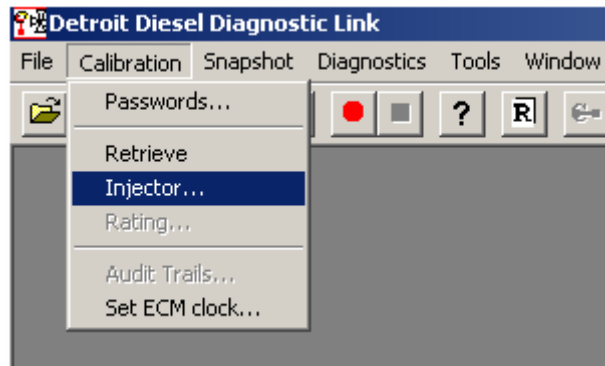 Detroit Diesel Diagnostic Link
File Calibration Snapshot Diagnostics Tools Window
Passwords...
? R
Retrieve
Injector...
Rating...
Audit Trails...
Set ECM clock...